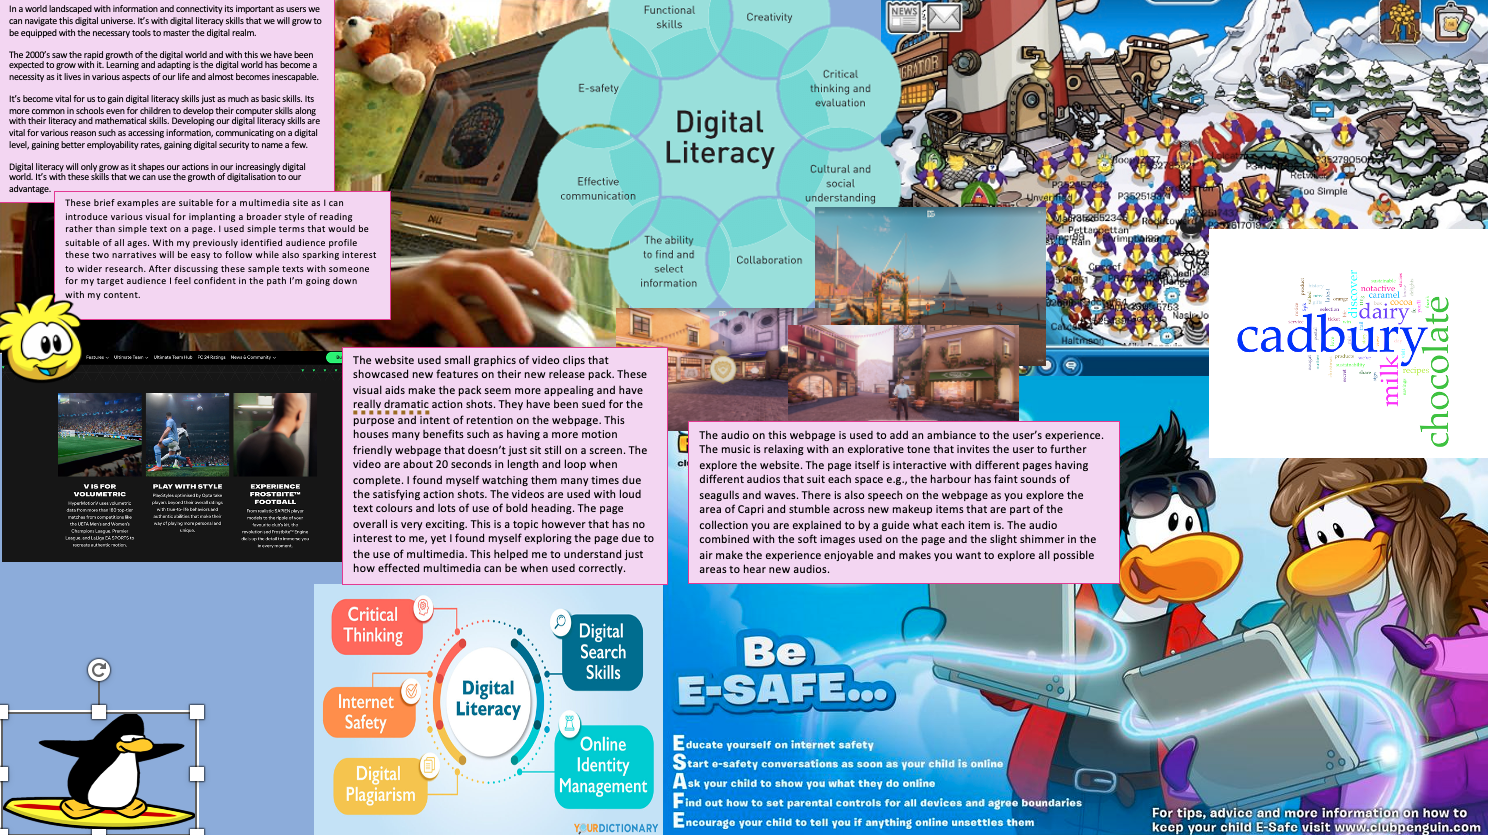 In a world landscaped with information and connectivity its important as users we
can navigate this digital universe. It's with digital literacy skills that we will grow to
be equipped with the necessary tools to master the digital realm.
The 2000's saw the rapid growth of the digital world and with this we have been
expected to grow with it. Learning and adapting is the digital world has become a
necessity as it lives in various aspects of our life and almost becomes inescapable.
It's become vital for us to gain digital literacy skills just as much as basic skills. Its
more common in schools even for children to develop their computer skills along
with their literacy and mathematical skills. Developing our digital literacy skills are
vital for various reason such as accessing information, communicating on a digital
level, gaining better employability rates, gaining digital security to name a few.
Digital literacy will only grow as it shapes our actions in our increasingly digital
world. It's with these skills that we can use the growth of digitalisation to our
advantage.
These brief examples are suitable for a multimedia site as I can
introduce various visual for implanting a broader style of reading
rather than simple text on a page. I used simple terms that would be
suitable of all ages. With my previously identified audience profile
these two narratives will be easy to follow while also sparking interest
to wider research. After discussing these sample texts with someone
for my target audience I feel confident in the path I'm going down
with my content.
DELL
Functional
skills
Creativity
E-safety
Critical
thinking and
evaluation
Digital
Literacy
Effective
communication
Cultural and
social
understanding
The ability
to find and
select
information
Collaboration
NEWS
GRATOR
Too Simple
cadbury
chocolate
milk
dairy
discover
notactive
caramel
cocoa
recipes
Features
Ultimate Team
Ultimate Team Hub
FC 24 Ratings
News & Community
V IS FOR
VOLUMETRIC
PLAY WITH STYLE
EXPERIENCE
FROSTBITE™
FOOTBALL
The website used small graphics of video clips that
showcased new features on their new release pack. These
visual aids make the pack seem more appealing and have
really dramatic action shots. They have been sued for the
purpose and intent of retention on the webpage. This
houses many benefits such as having a more motion
friendly webpage that doesn't just sit still on a screen. The
video are about 20 seconds in length and loop when
complete. I found myself watching them many times due
the satisfying action shots. The videos are used with loud
text colours and lots of use of bold heading. The page
overall is very exciting. This is a topic however that has no
interest to me, yet I found myself exploring the page due to
the use of multimedia. This helped me to understand just
how effected multimedia can be when used correctly.
The audio on this webpage is used to add an ambiance to the user's experience.
The music is relaxing with an explorative tone that invites the user to further
explore the website. The page itself is interactive with different pages having
different audios that suit each space e.g., the harbour has faint sounds of
seagulls and waves. There is also speech on the webpage as you explore the
area of Capri and stumble across new makeup items that are part of the
collection you are explained to by a guide what each item is. The audio
combined with the soft images used on the page and the slight shimmer in the
air make the experience enjoyable and makes you want to explore all possible
areas to hear new audios.
Critical
Thinking
Digital
Search
Skills
Internet
Safety
Digital
Literacy
Online
Identity
Management
Digital
Plagiarism
YOURDICTIONARY
Be
E-SAFE...
Educate yourself on internet safety
Start e-safety conversations as soon as your child is online
Ask your child to show you what they do online
Find out how to set parental controls for all devices and agree boundaries
Encourage your child to tell you if anything online unsettles them
For tips, advice and more information on how to
keep your child E-Safe visit www.clubpenguin.com